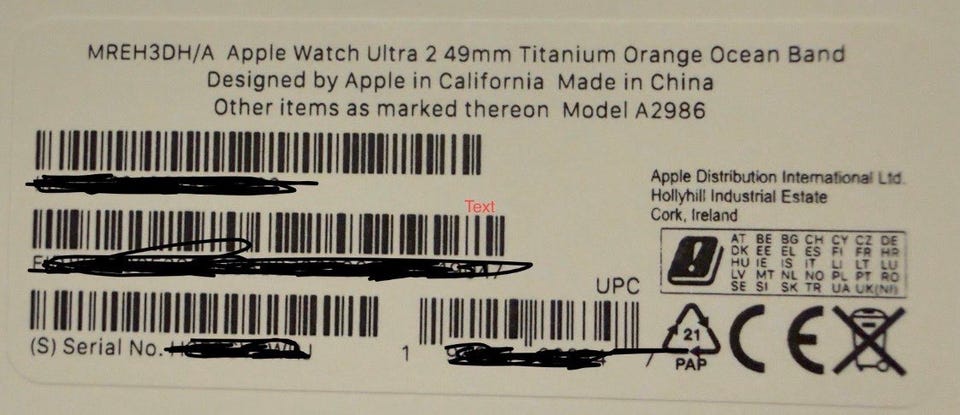 MREH3DH/A Apple Watch Ultra 2 49mm Titanium Orange Ocean Band
Designed by Apple in California Made in China
Other items as marked thereon Model A2986
Text
Apple Distribution International Ltd.
Hollyhill Industrial Estate
Cork, Ireland
AT BE BG CH CY CZ DE
DK EE EL ES FI FR HR
HU IE IS IT LI LT LU
LV MT NL NO PL PT RO
SE SI SK TR UA UK(NI)
UPC
(S) Serial No.
1
21
PAP
CE